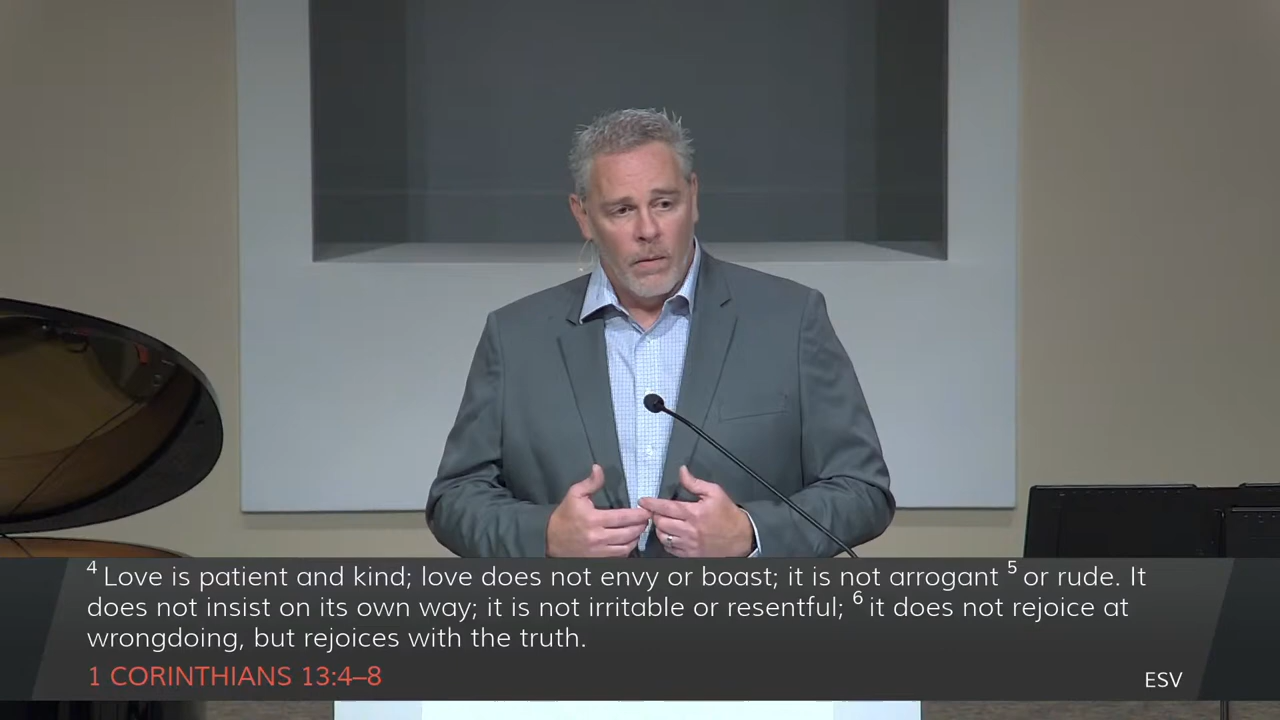 ⁴ Love is patient and kind; love does not envy or boast; it is not arrogant ⁵ or rude. It
does not insist on its own way; it is not irritable or resentful; ⁶ it does not rejoice at
wrongdoing, but rejoices with the truth.
1 CORINTHIANS 13:4–8
ESV